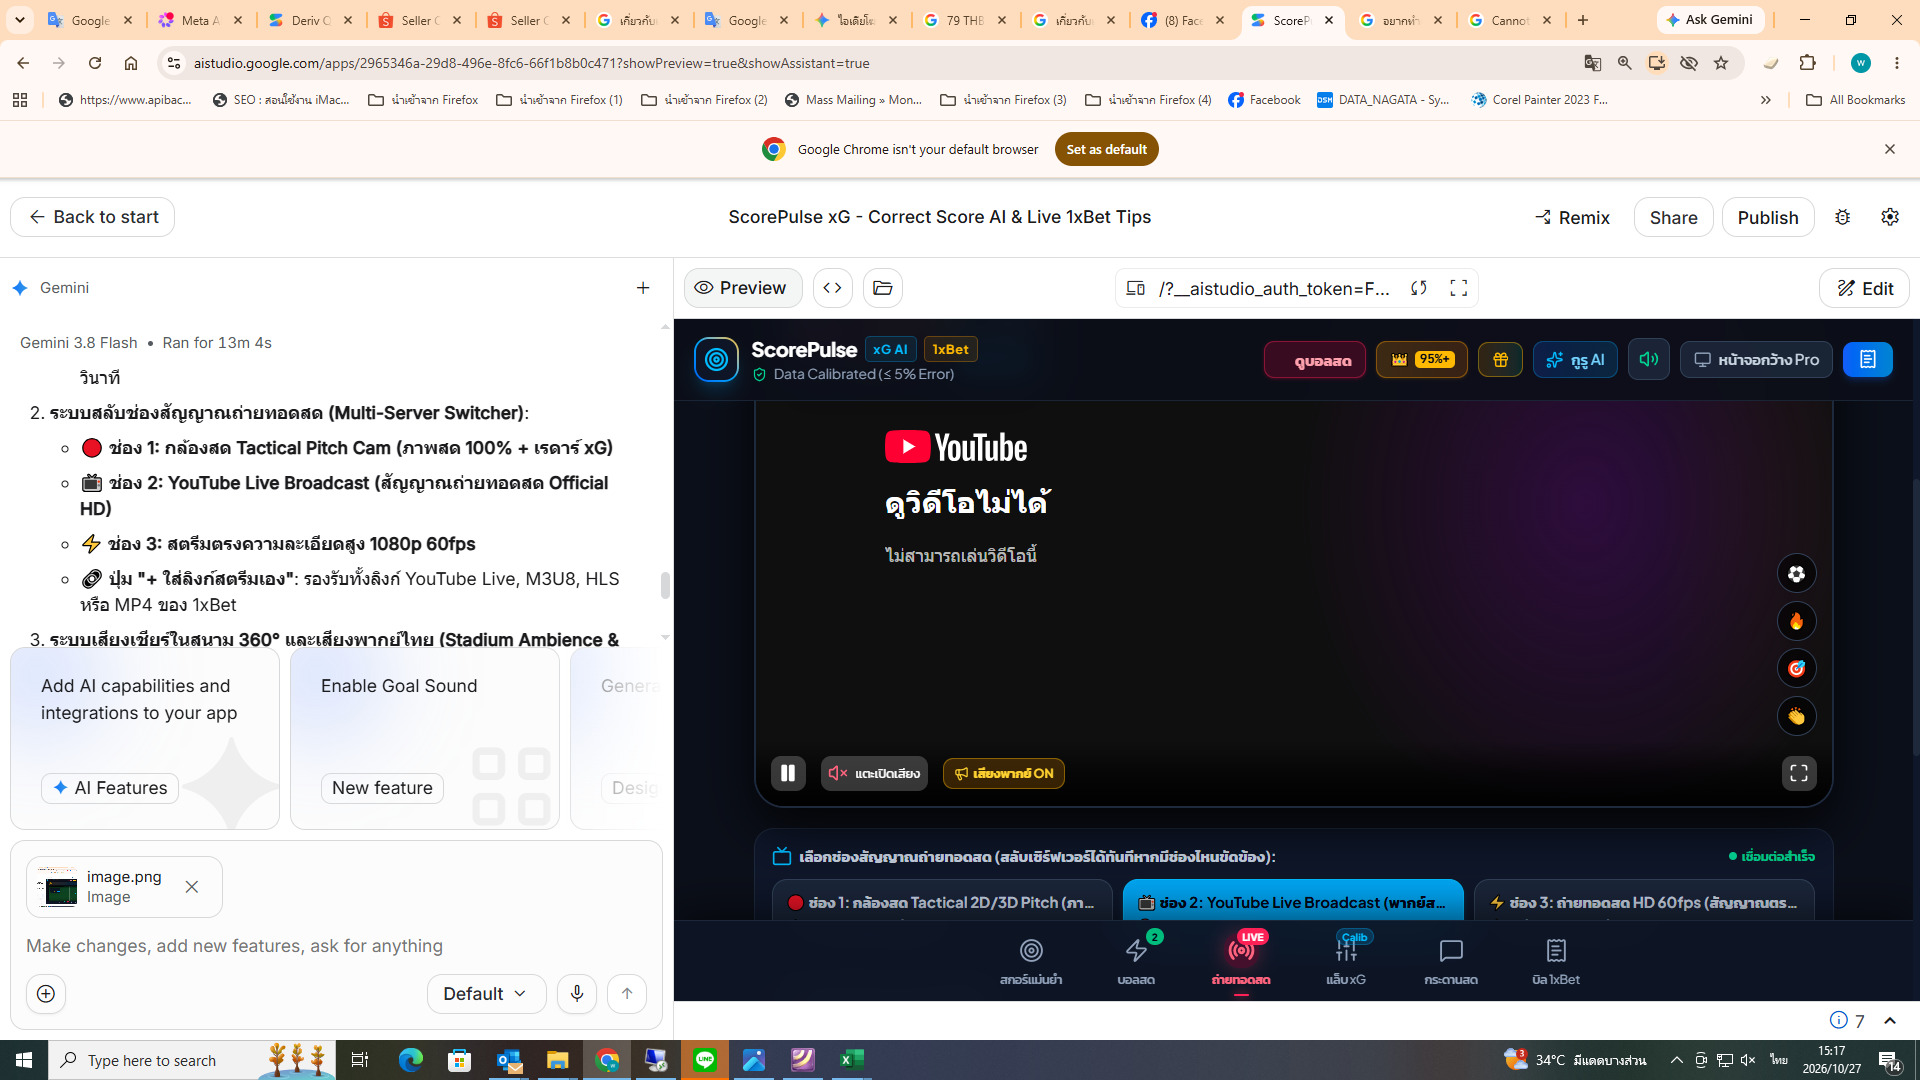 Google
Meta A
Deriv
Seller
Seller
เกี่ยวกับ
Google
ไอเดียโฆ
79 THB
เกี่ยวกับ
(8) Face
ScoreP
อยากทำ
Cannot
Ask Gemini
aistudio.google.com/apps/2965346a-29d8-496e-8fc6-66f1b8b0c471?showPreview=true&showAssistant=true
w
https://www.apibac...
SEO : สอนใช้งาน iMac...
นำเข้าจาก Firefox
นำเข้าจาก Firefox (1)
นำเข้าจาก Firefox (2)
Mass Mailing » Mon...
นำเข้าจาก Firefox (3)
นำเข้าจาก Firefox (4)
Facebook
DSM
DATA_NAGATA - Sy...
Corel Painter 2023 F...
All Bookmarks
Google Chrome isn't your default browser
Set as default
Back to start
ScorePulse xG - Correct Score AI & Live 1xBet Tips
Remix
Share
Publish
Gemini
Preview
/?__aistudio_auth_token=F...
Edit
Gemini 3.8 Flash • Ran for 13m 4s
วินาที
2. ระบบสลับช่องสัญญาณถ่ายทอดสด (Multi-Server Switcher):
🔴 ช่อง 1: กล้องสด Tactical Pitch Cam (ภาพสด 100% + เรดาร์ xG)
📺 ช่อง 2: YouTube Live Broadcast (สัญญาณถ่ายทอดสด Official
HD)
⚡ ช่อง 3: สตรีมตรงความละเอียดสูง 1080p 60fps
🔗 ปุ่ม "+ ใส่ลิงก์สตรีมเอง": รองรับทั้งลิงก์ YouTube Live, M3U8, HLS
หรือ MP4 ของ 1xBet
3. ระบบเสียงเชียร์ในสนาม 360° และเสียงพากย์ไทย (Stadium Ambience &
Add AI capabilities and
integrations to your app
AI Features
Enable Goal Sound
New feature
Genera
Desig
image.png
Image
Make changes, add new features, ask for anything
Default
ScorePulse
xG AI
1xBet
Data Calibrated (≤ 5% Error)
ดูบอลสด
95%+
กูรู AI
หน้าจอกว้าง Pro
YouTube
ดูวิดีโอไม่ได้
ไม่สามารถเล่นวิดีโอนี้
แตะเปิดเสียง
เสียงพากย์ ON
เลือกช่องสัญญาณถ่ายทอดสด (สลับเซิร์ฟเวอร์ได้ทันทีหากมีช่องไหนขัดข้อง):
เชื่อมต่อสำเร็จ
🔴 ช่อง 1: กล้องสด Tactical 2D/3D Pitch (ภา...
📺 ช่อง 2: YouTube Live Broadcast (พากย์ส...
⚡ ช่อง 3: ถ่ายทอดสด HD 60fps (สัญญาณตร...
สกอร์แม่นยำ
2
บอลสด
LIVE
ถ่ายทอดสด
Calib
แล็บ xG
กระดานสด
บิล 1xBet
7
Type here to search
LINE
3
34°C มีแดดบางส่วน
ไทย
15:17
2026/10/27
14